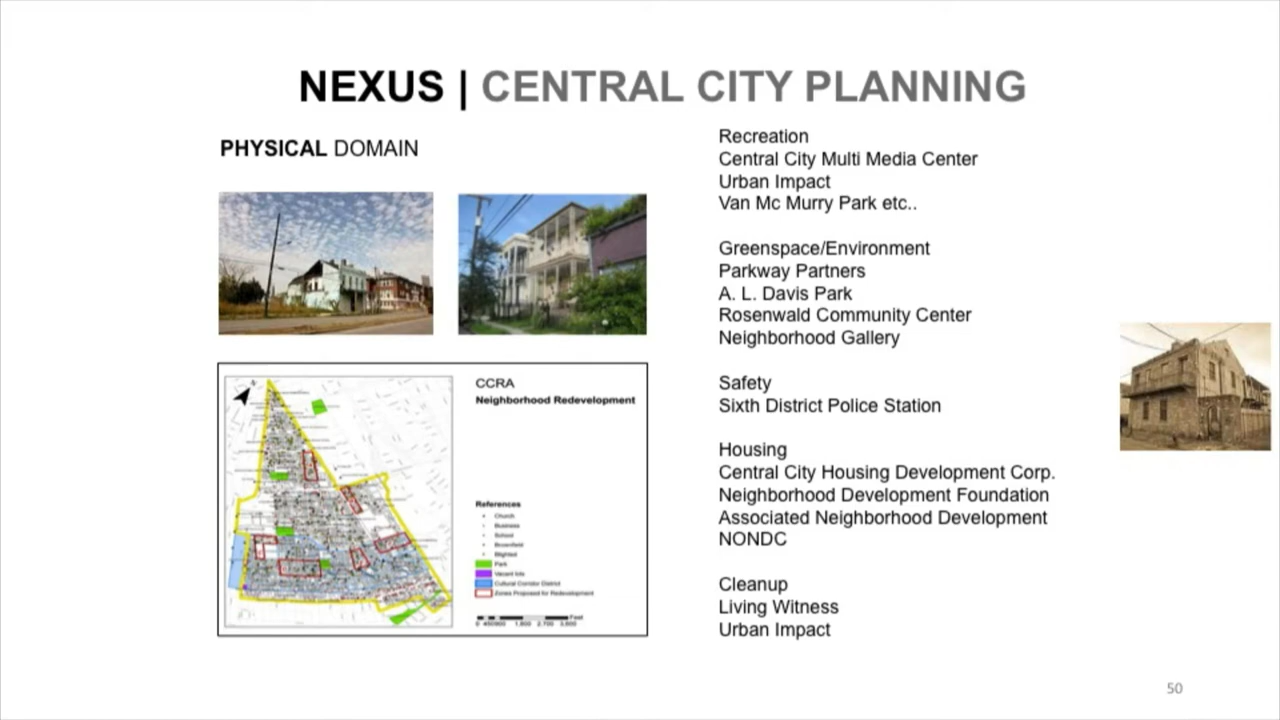 NEXUS | CENTRAL CITY PLANNING
PHYSICAL DOMAIN
CCRA
Neighborhood Redevelopment
References
Church
Business
School
Brownfield
Blighted
Park
Vacant lots
Cultural Corridor District
Zones Proposed for Redevelopment
Feet
Recreation
Central City Multi Media Center
Urban Impact
Van Mc Murry Park etc..
Greenspace/Environment
Parkway Partners
A. L. Davis Park
Rosenwald Community Center
Neighborhood Gallery
Safety
Sixth District Police Station
Housing
Central City Housing Development Corp.
Neighborhood Development Foundation
Associated Neighborhood Development
NONDC
Cleanup
Living Witness
Urban Impact
50